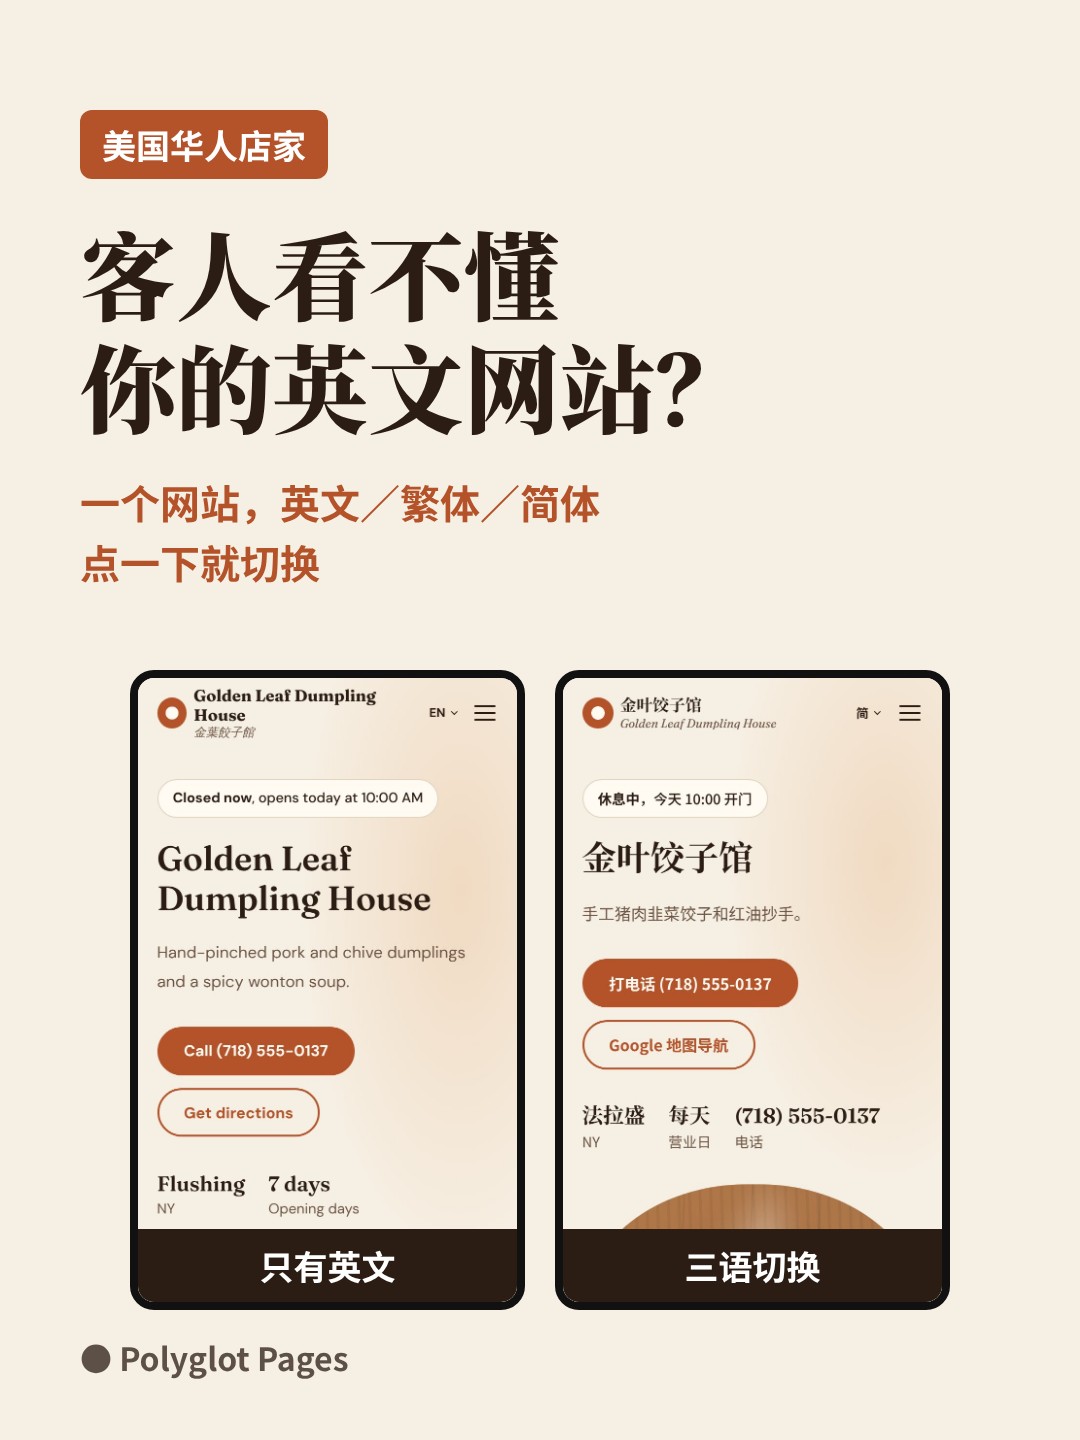 美国华人店家
客人看不懂
你的英文网站?
一个网站，英文／繁体／简体
点一下就切换
Golden Leaf Dumpling
House
金葉餃子館
EN
Closed now, opens today at 10:00 AM
Golden Leaf
Dumpling House
Hand-pinched pork and chive dumplings
and a spicy wonton soup.
Call (718) 555-0137
Get directions
Flushing
NY
7 days
Opening days
只有英文
金叶饺子馆
Golden Leaf Dumpling House
简
休息中，今天 10:00 开门
金叶饺子馆
手工猪肉韭菜饺子和红油抄手。
打电话 (718) 555-0137
Google 地图导航
法拉盛
NY
每天
营业日
(718) 555-0137
电话
三语切换
Polyglot Pages